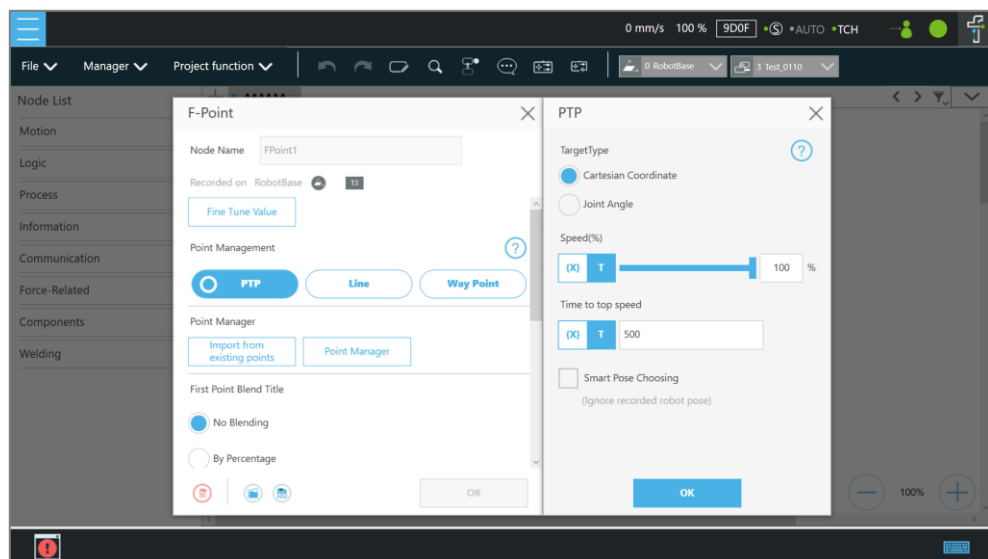 0 mm/s 100 % 9D0F •Ⓢ •AUTO •TCH
File Manager Project function 0 RobotBase 3 Test_0110
Node List
Motion
Logic
Process
Information
Communication
Force-Related
Components
Welding
F-Point
Node Name FPoint1
Recorded on RobotBase T3
Fine Tune Value
Point Management ?
PTP Line Way Point
Point Manager
Import from
existing points
Point Manager
First Point Blend Title
No Blending
By Percentage
OK
PTP
TargetType ?
Cartesian Coordinate
Joint Angle
Speed(%)
(X) T 100 %
Time to top speed
(X) T 500
Smart Pose Choosing
(Ignore recorded robot pose)
OK
100%